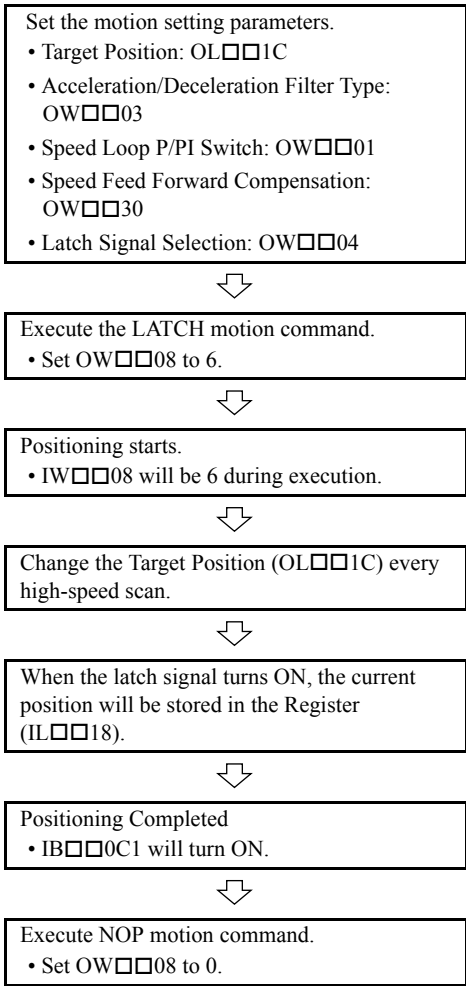 Set the motion setting parameters.
• Target Position: OL□□1C
• Acceleration/Deceleration Filter Type:
OW□□03
• Speed Loop P/PI Switch: OW□□01
• Speed Feed Forward Compensation:
OW□□30
• Latch Signal Selection: OW□□04
Execute the LATCH motion command.
• Set OW□□08 to 6.
Positioning starts.
• IW□□08 will be 6 during execution.
Change the Target Position (OL□□1C) every
high-speed scan.
When the latch signal turns ON, the current
position will be stored in the Register
(IL□□18).
Positioning Completed
• IB□□0C1 will turn ON.
Execute NOP motion command.
• Set OW□□08 to 0.